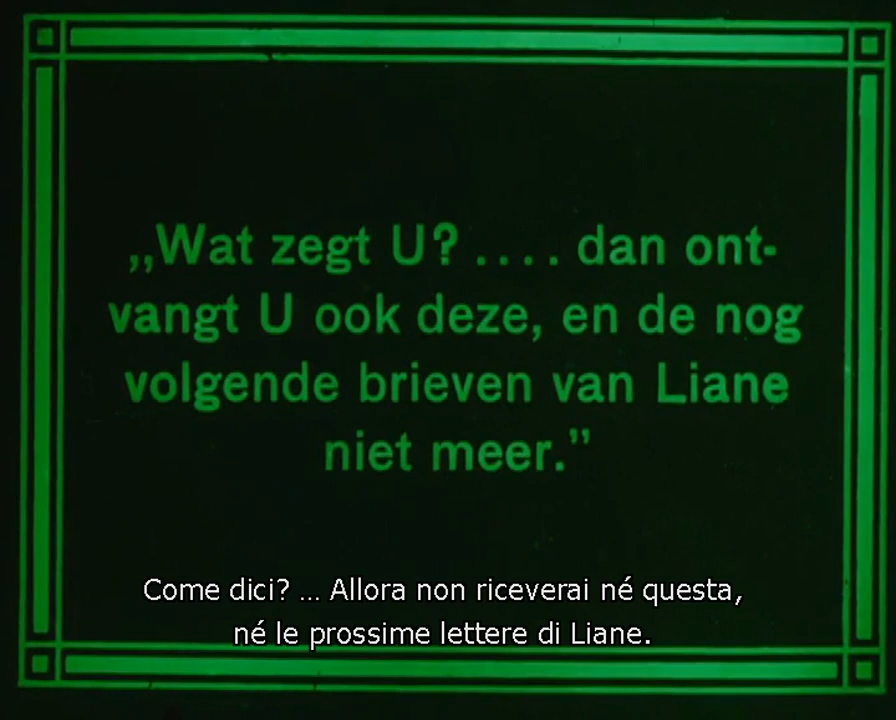 „Wat zegt U? .... dan ont-
vangt U ook deze, en de nog
volgende brieven van Liane
niet meer.”
Come dici? ... Allora non riceverai né questa,
né le prossime lettere di Liane.